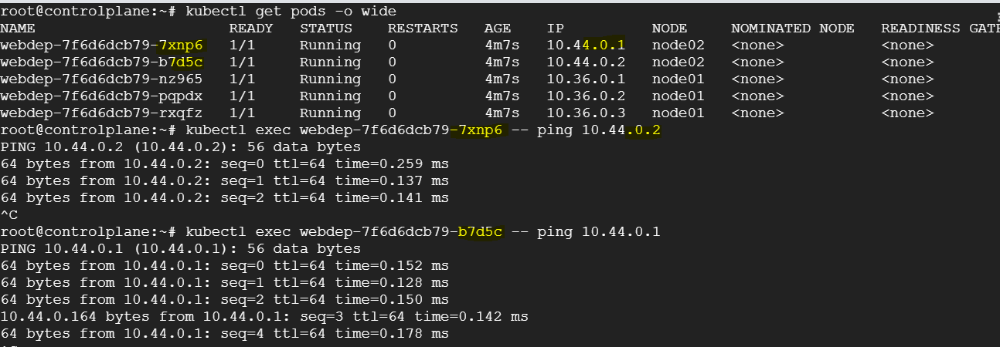 root@controlplane:~# kubectl get pods -o wide
NAME READY STATUS RESTARTS AGE IP NODE NOMINATED NODE READINESS GATE
webdep-7f6d6dcb79-7xnp6 1/1 Running 0 4m7s 10.44.0.1 node02 <none> <none>
webdep-7f6d6dcb79-b7d5c 1/1 Running 0 4m7s 10.44.0.2 node02 <none> <none>
webdep-7f6d6dcb79-nz965 1/1 Running 0 4m7s 10.36.0.1 node01 <none> <none>
webdep-7f6d6dcb79-pqpdx 1/1 Running 0 4m7s 10.36.0.2 node01 <none> <none>
webdep-7f6d6dcb79-rxqfz 1/1 Running 0 4m7s 10.36.0.3 node01 <none> <none>
root@controlplane:~# kubectl exec webdep-7f6d6dcb79-7xnp6 -- ping 10.44.0.2
PING 10.44.0.2 (10.44.0.2): 56 data bytes
64 bytes from 10.44.0.2: seq=0 ttl=64 time=0.259 ms
64 bytes from 10.44.0.2: seq=1 ttl=64 time=0.137 ms
64 bytes from 10.44.0.2: seq=2 ttl=64 time=0.141 ms
^C
root@controlplane:~# kubectl exec webdep-7f6d6dcb79-b7d5c -- ping 10.44.0.1
PING 10.44.0.1 (10.44.0.1): 56 data bytes
64 bytes from 10.44.0.1: seq=0 ttl=64 time=0.152 ms
64 bytes from 10.44.0.1: seq=1 ttl=64 time=0.128 ms
64 bytes from 10.44.0.1: seq=2 ttl=64 time=0.150 ms
10.44.0.164 bytes from 10.44.0.1: seq=3 ttl=64 time=0.142 ms
64 bytes from 10.44.0.1: seq=4 ttl=64 time=0.178 ms